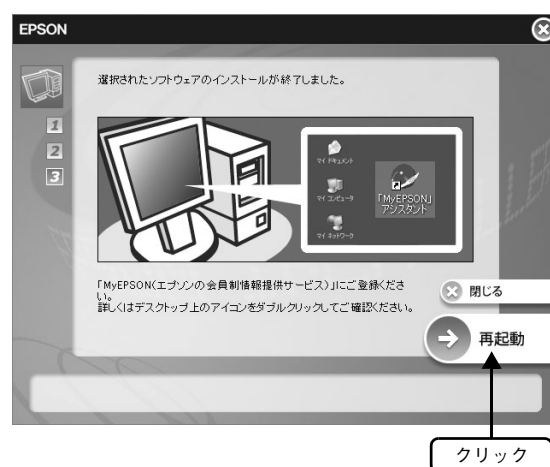 EPSON
選択されたソフトウェアのインストールが終了しました。
1
2
3
マイ ドキュメント
マイ コンピュータ
マイ ネットワーク
「MyEPSON」
アシスタント
「MyEPSON(エプソンの会員制情報提供サービス)」にご登録くださ
い。
詳しくはデスクトップ上のアイコンをダブルクリックしてご確認ください。
閉じる
再起動
クリック